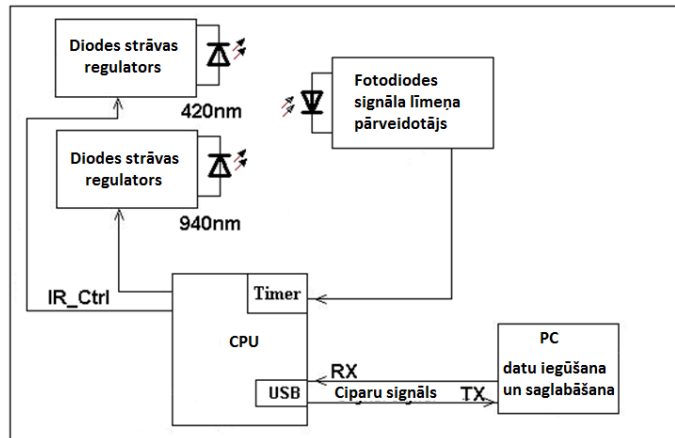 Diodes strāvas
regulators
420nm
Fotodiodes
signāla līmeņa
pārveidotājs
Diodes strāvas
regulators
940nm
IR_Ctrl
Timer
CPU
USB
RX
Ciparu signāls
TX
PC
datu iegūšana
un saglabāšana